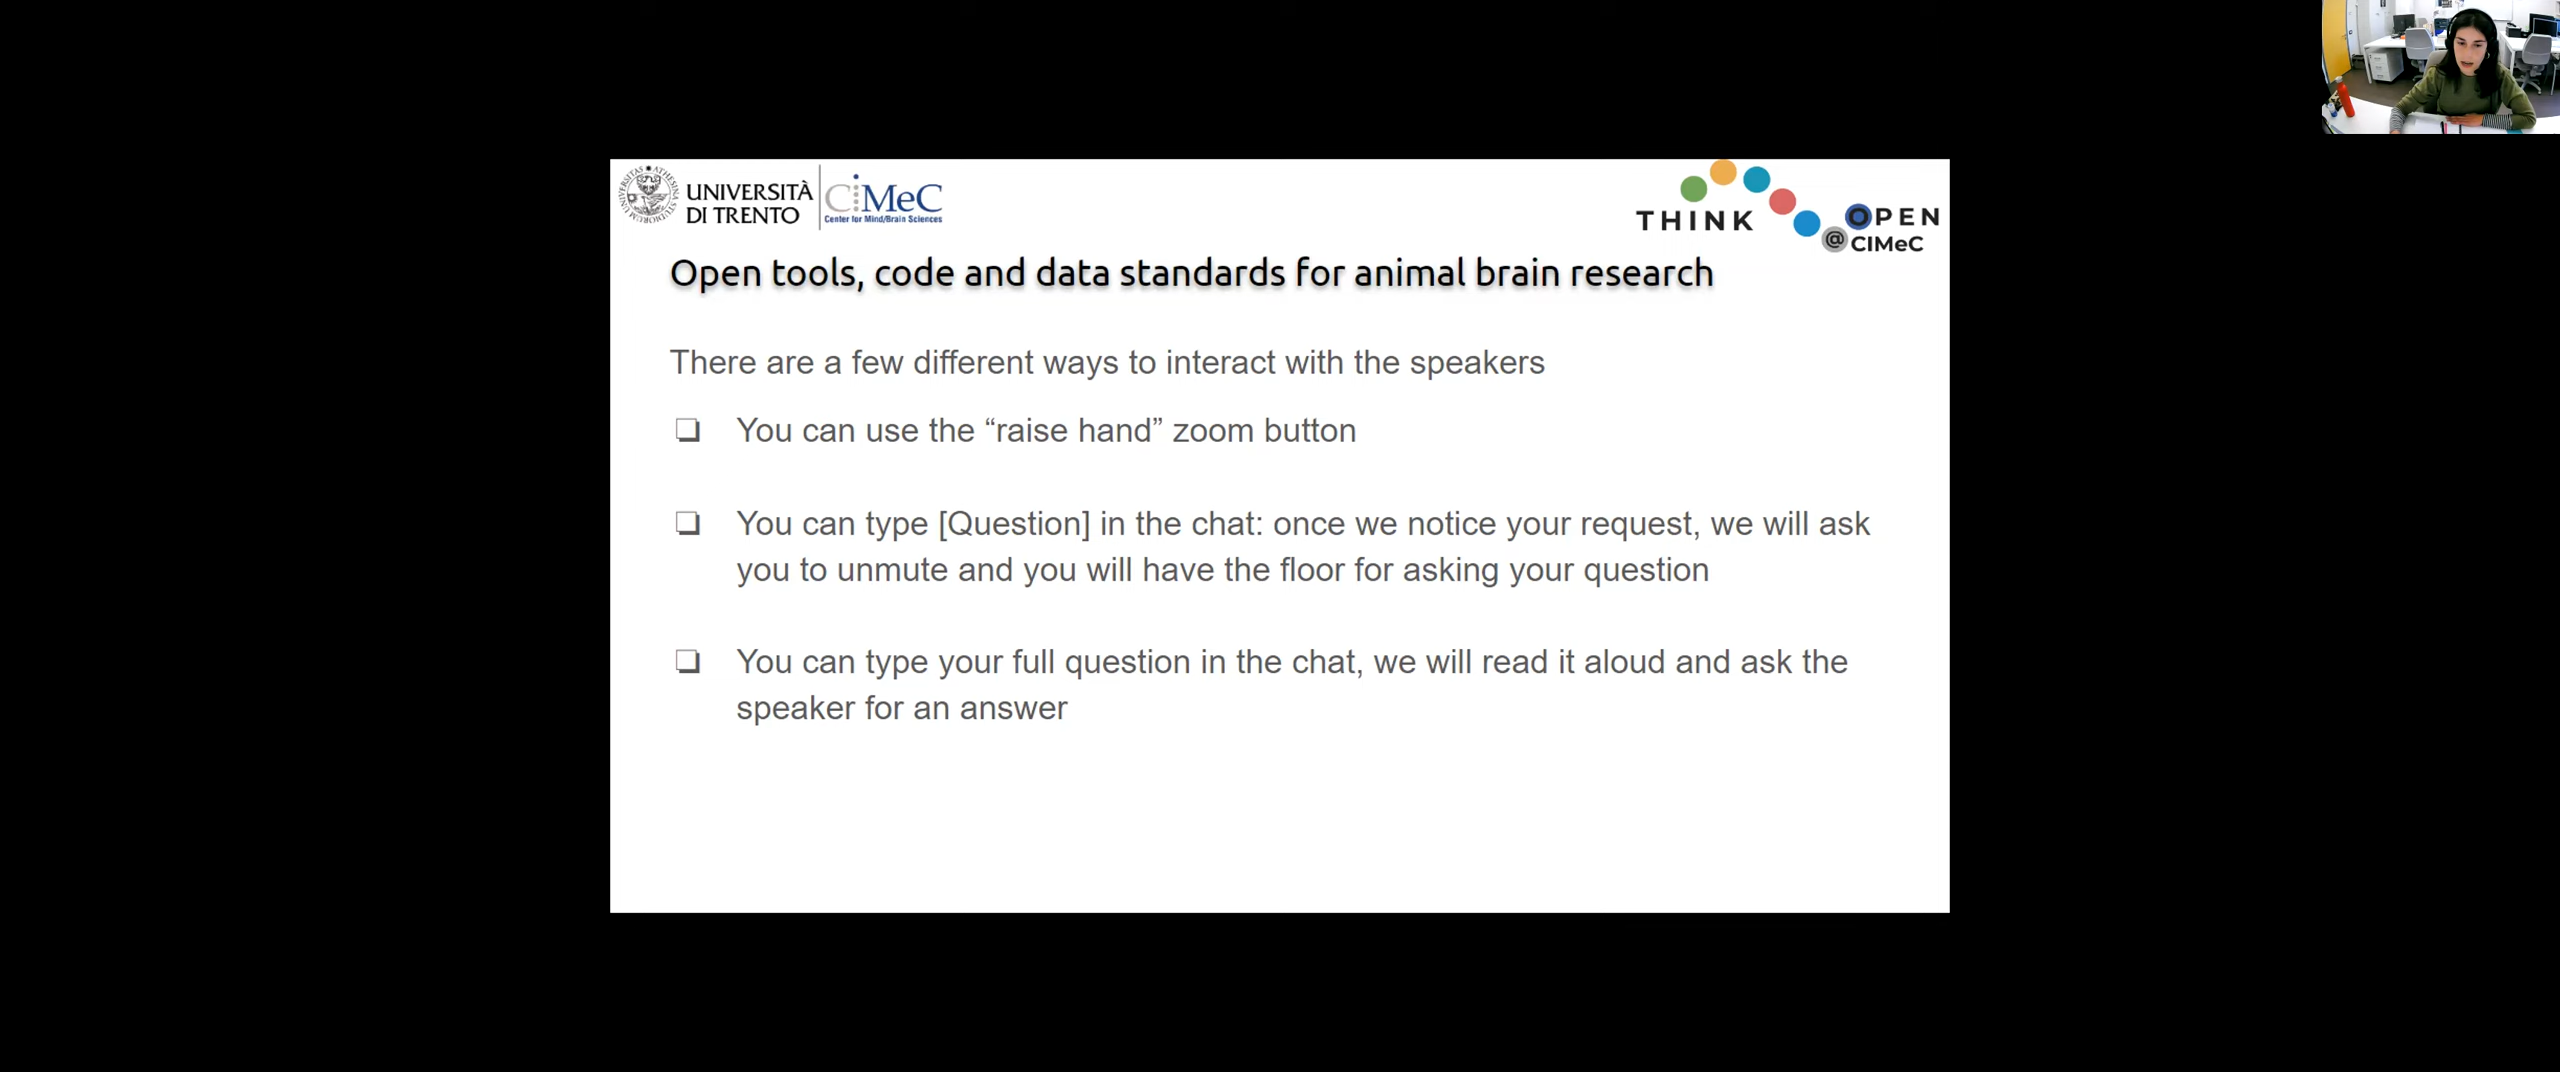 UNIVERSITÀ
DI TRENTO
CiMeC
Center for Mind/Brain Sciences
THINK
OPEN
@ CIMeC
Open tools, code and data standards for animal brain research
There are a few different ways to interact with the speakers
❏ You can use the “raise hand” zoom button
❏ You can type [Question] in the chat: once we notice your request, we will ask
you to unmute and you will have the floor for asking your question
❏ You can type your full question in the chat, we will read it aloud and ask the
speaker for an answer